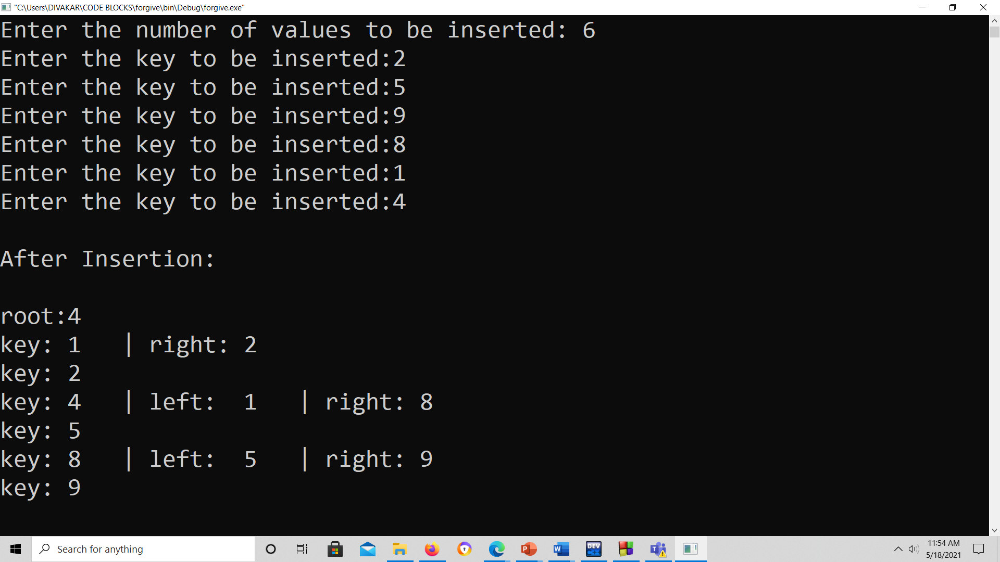 "C:\Users\DIVAKAR\CODE BLOCKS\forgive\bin\Debug\forgive.exe"
Enter the number of values to be inserted: 6
Enter the key to be inserted:2
Enter the key to be inserted:5
Enter the key to be inserted:9
Enter the key to be inserted:8
Enter the key to be inserted:1
Enter the key to be inserted:4
After Insertion:
root:4
key: 1 | right: 2
key: 2
key: 4 | left: 1 | right: 8
key: 5
key: 8 | left: 5 | right: 9
key: 9
Search for anything
P
W
DEV
C++
T
11:54 AM
5/18/2021